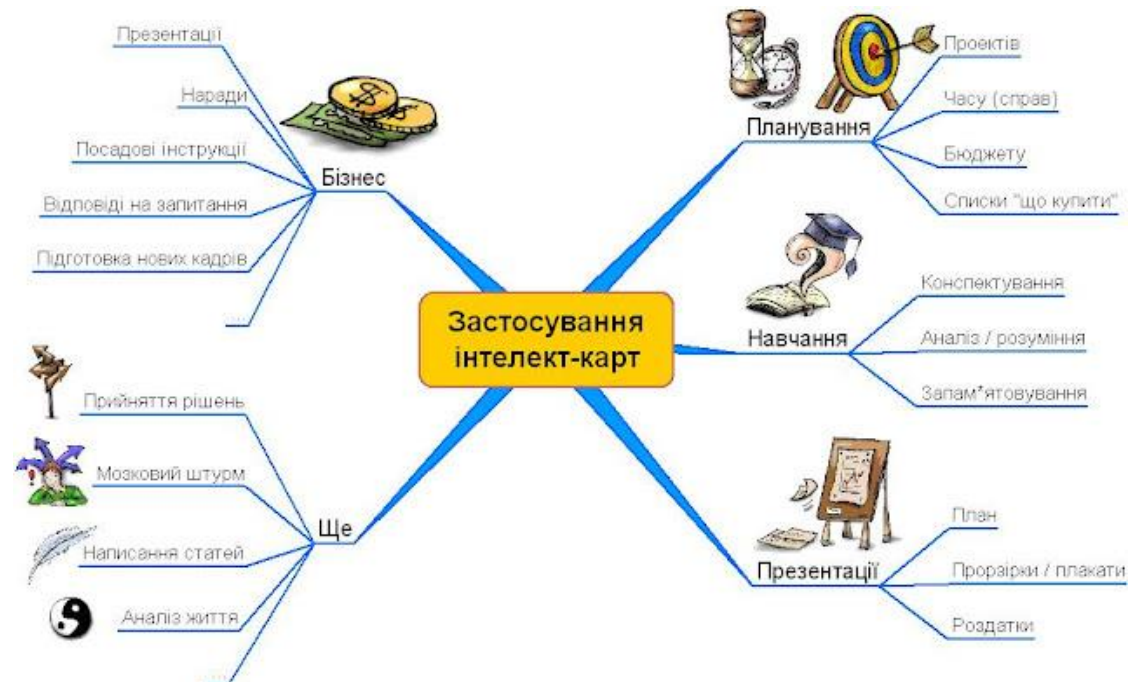 Застосування
інтелект-карт
Бізнес
Презентації
Наради
Посадові інструкції
Відповіді на запитання
Підготовка нових кадрів
....
Планування
Проектів
Часу (справ)
Бюджету
Списки "що купити"
Навчання
Конспектування
Аналіз / розуміння
Запам*ятовування
Презентації
План
Прорзірки / плакати
Роздатки
Ще
Прийняття рішень
Мозковий штурм
Написання статей
Аналіз життя
....